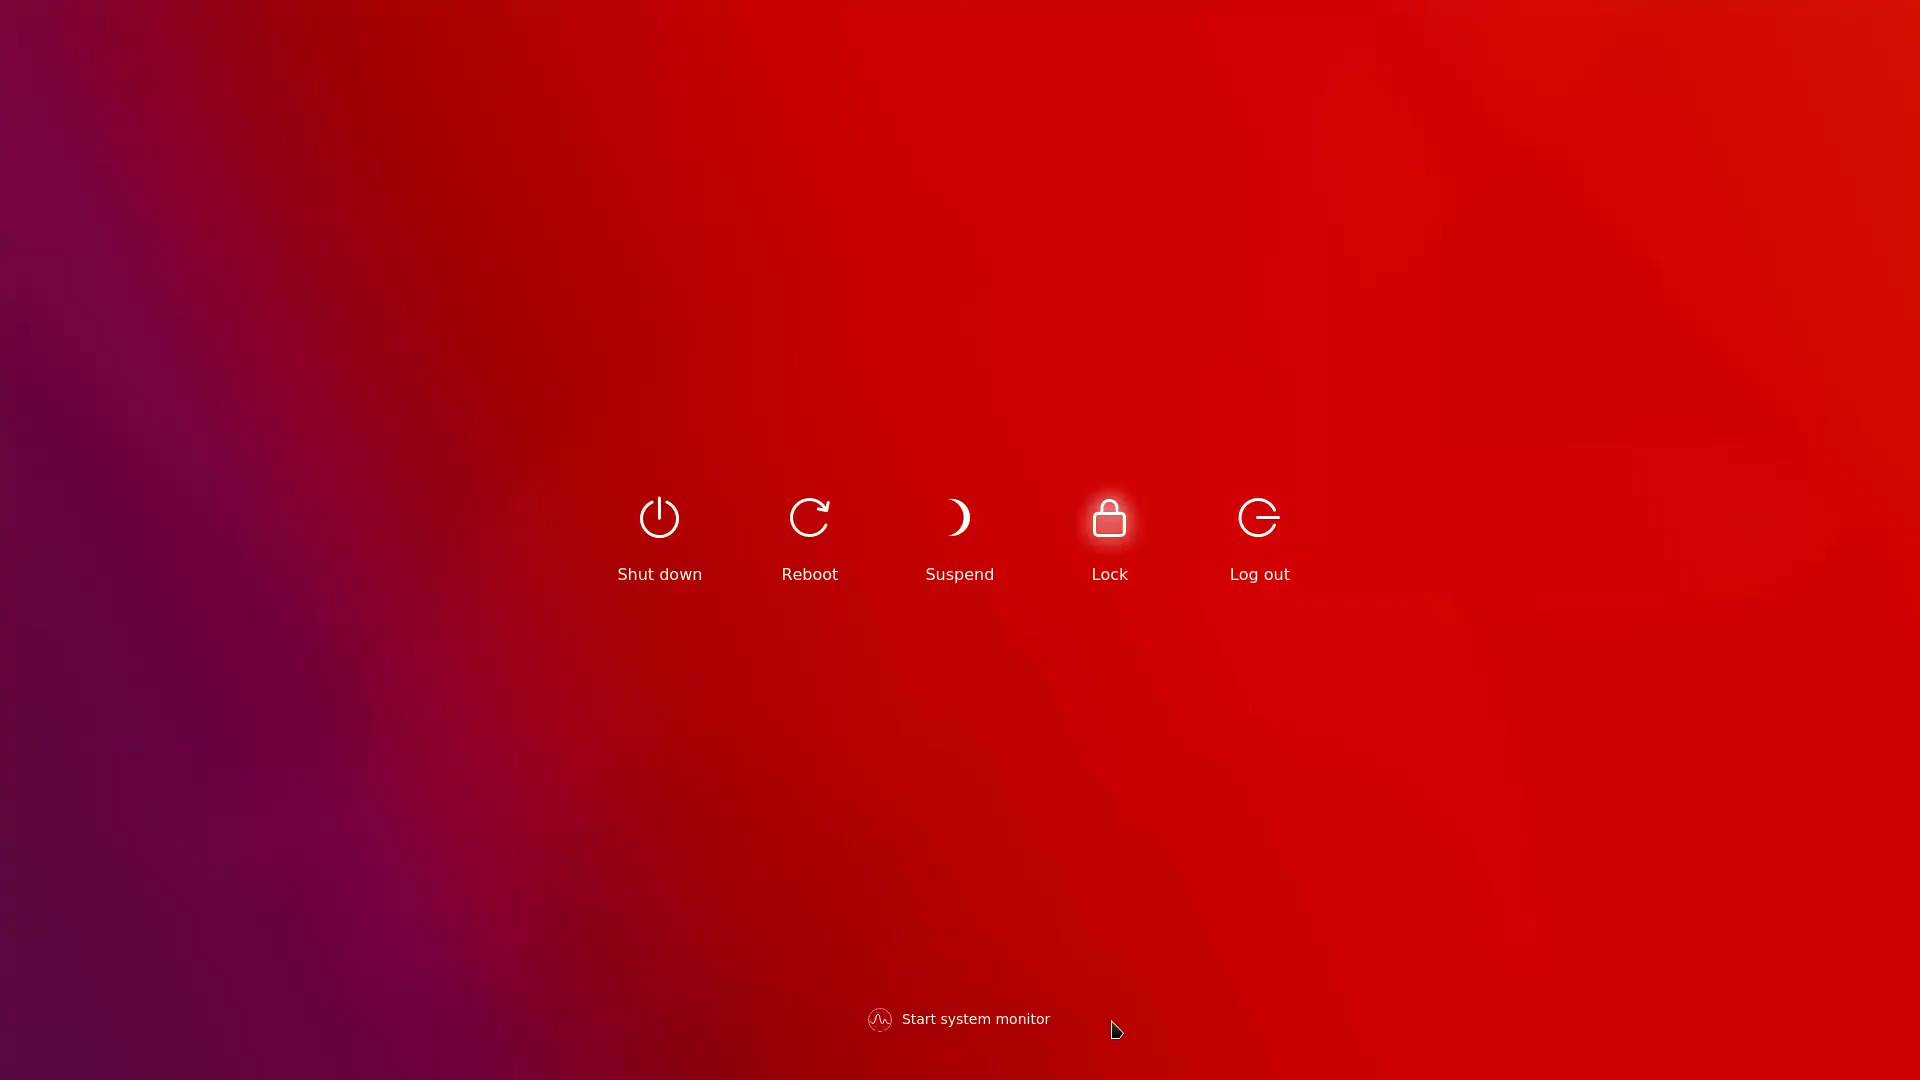 Shut down
Reboot
Suspend
Lock
Log out
Start system monitor